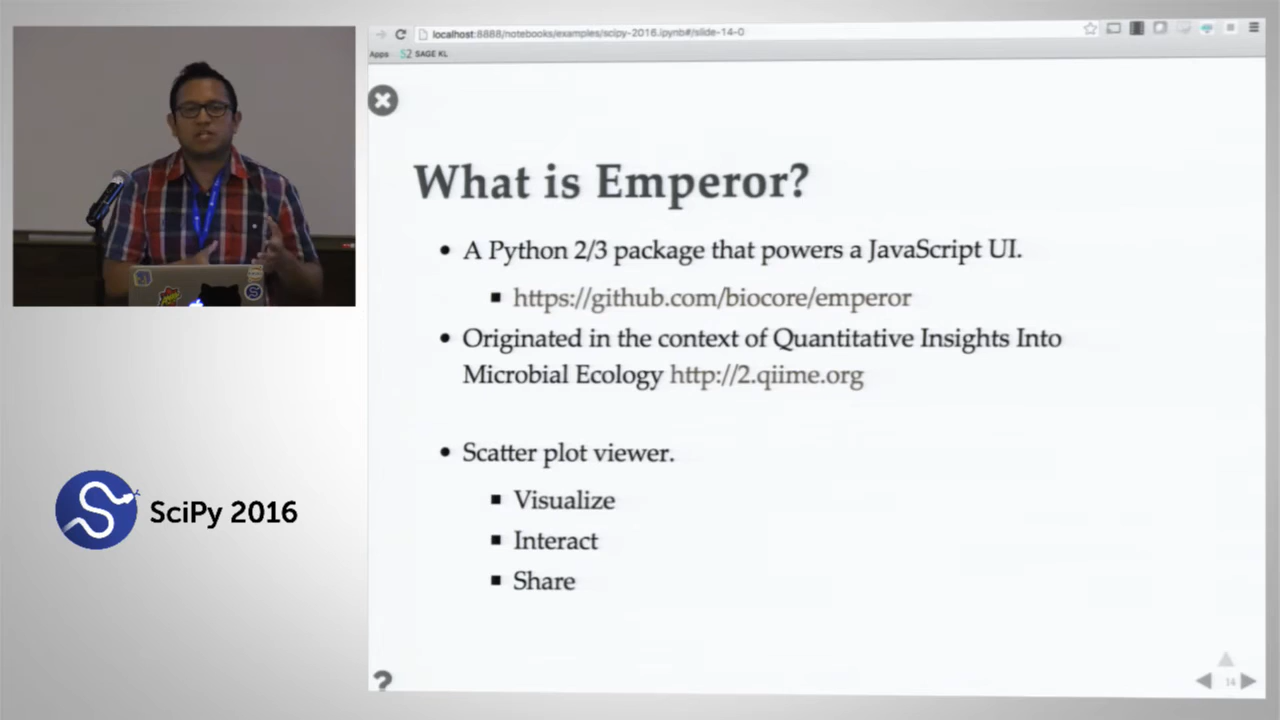 localhost:8888/notebooks/examples/scipy-2016.ipynb#/slide-14-0
Apps S2 SAGE KL
What is Emperor?
• A Python 2/3 package that powers a JavaScript UI.
▪ https://github.com/biocore/emperor
• Originated in the context of Quantitative Insights Into
Microbial Ecology http://2.qiime.org
• Scatter plot viewer.
▪ Visualize
▪ Interact
▪ Share
?
14
SciPy 2016